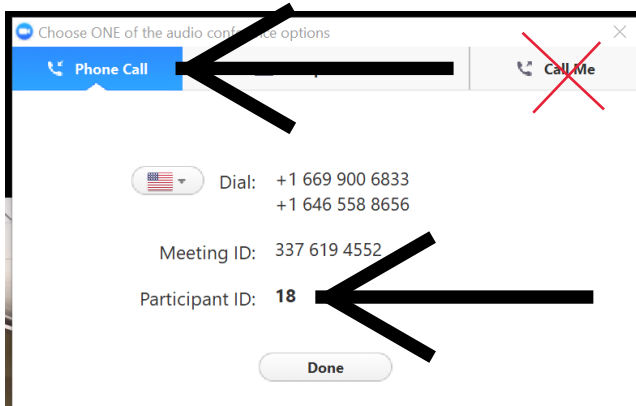 Choose ONE of the audio conference options
Phone Call
Call Me
Dial: +1 669 900 6833
+1 646 558 8656
Meeting ID: 337 619 4552
Participant ID: 18
Done